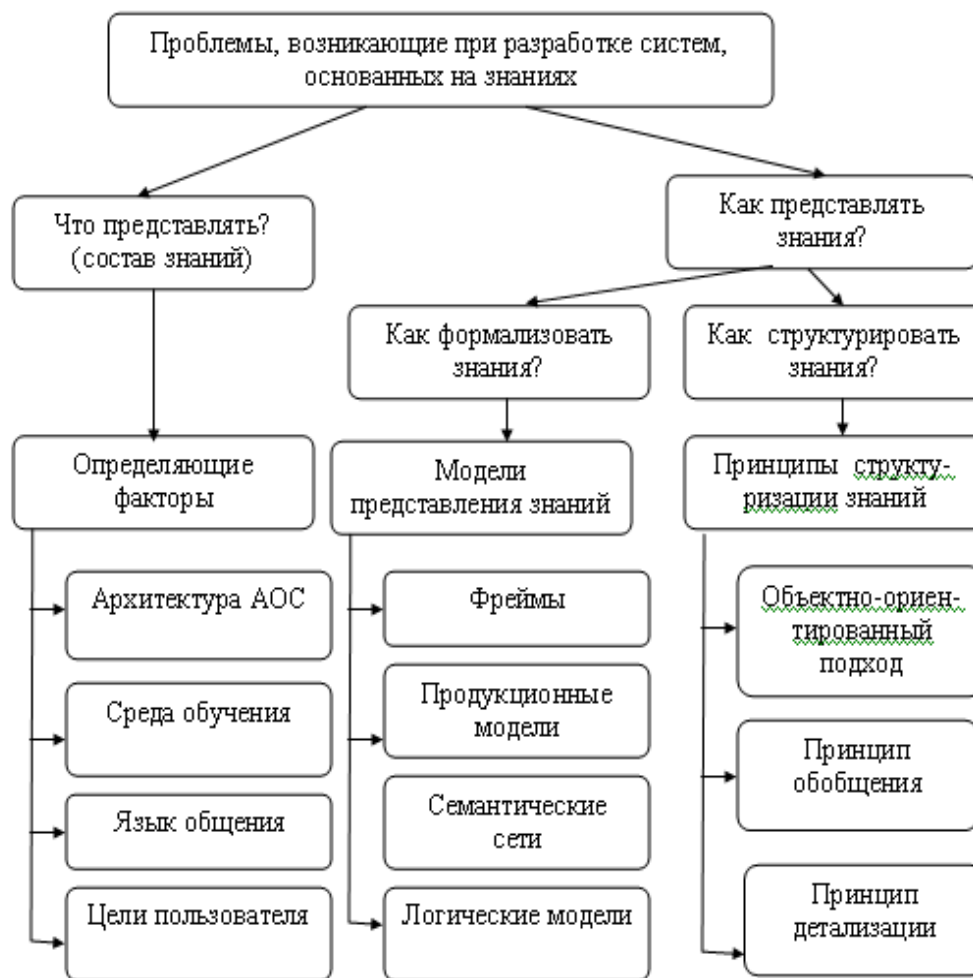 Проблемы, возникающие при разработке систем,
основанных на знаниях
Что представлять?
(состав знаний)
Как представлять
знания?
Как формализовать
знания?
Как структурировать
знания?
Определяющие
факторы
Модели
представления знаний
Принципы структу-
ризации знаний
Архитектура АОС
Среда обучения
Язык общения
Цели пользователя
Фреймы
Продукционные
модели
Семантические
сети
Логические модели
Объектно-ориен-
тированный
подход
Принцип
обобщения
Принцип
детализации